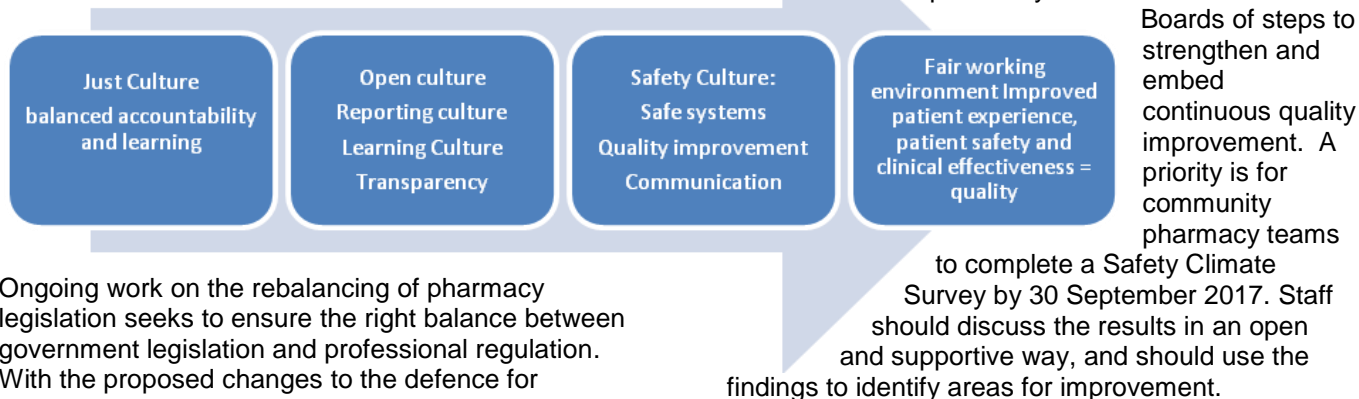 Just Culture
balanced accountability
and learning
Open culture
Reporting culture
Learning Culture
Transparency
Safety Culture:
Safe systems
Quality improvement
Communication
Fair working
environment Improved
patient experience,
patient safety and
clinical effectiveness =
quality
Ongoing work on the rebalancing of pharmacy
legislation seeks to ensure the right balance between
government legislation and professional regulation.
With the proposed changes to the defence for
Boards of steps to
strengthen and
embed
continuous quality
improvement. A
priority is for
community
pharmacy teams
to complete a Safety Climate
Survey by 30 September 2017. Staff
should discuss the results in an open
and supportive way, and should use the
findings to identify areas for improvement.